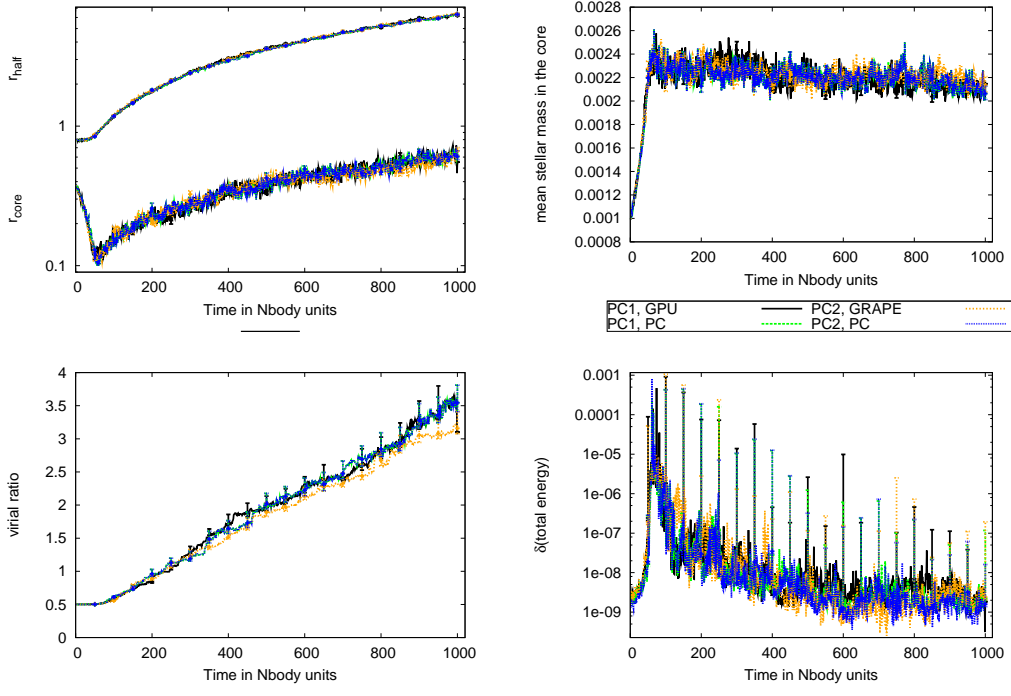 r_half
r_core
1
0.1
0 200 400 600 800 1000
Time in Nbody units
mean stellar mass in the core
0.0026
0.0024
0.0022
0.002
0.0018
0.0016
0.0014
0.0012
0.001
0.0008
0 200 400 600 800 1000
Time in Nbody units
PC1, GPU PC2, GRAPE
PC1, PC PC2, PC
virial ratio
4
3.5
3
2.5
2
1.5
1
0.5
0
0 200 400 600 800 1000
Time in Nbody units
δ(total energy)
0.001
0.0001
1e-05
1e-06
1e-07
1e-08
1e-09
0 200 400 600 800 1000
Time in Nbody units